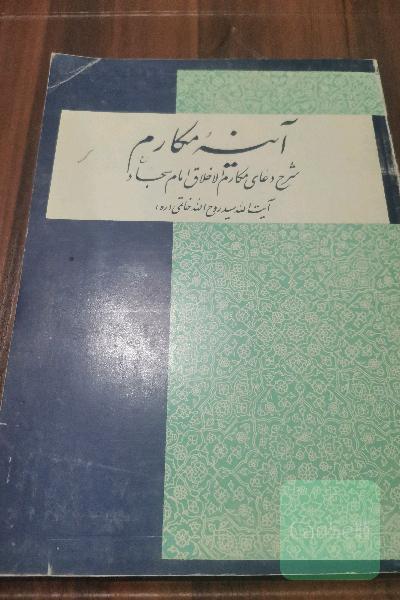 آینهٔ مکارم
شرح دعای مکارم الاخلاق امام سجاد ع
آیت الله سید روح الله خاتمی (ره)